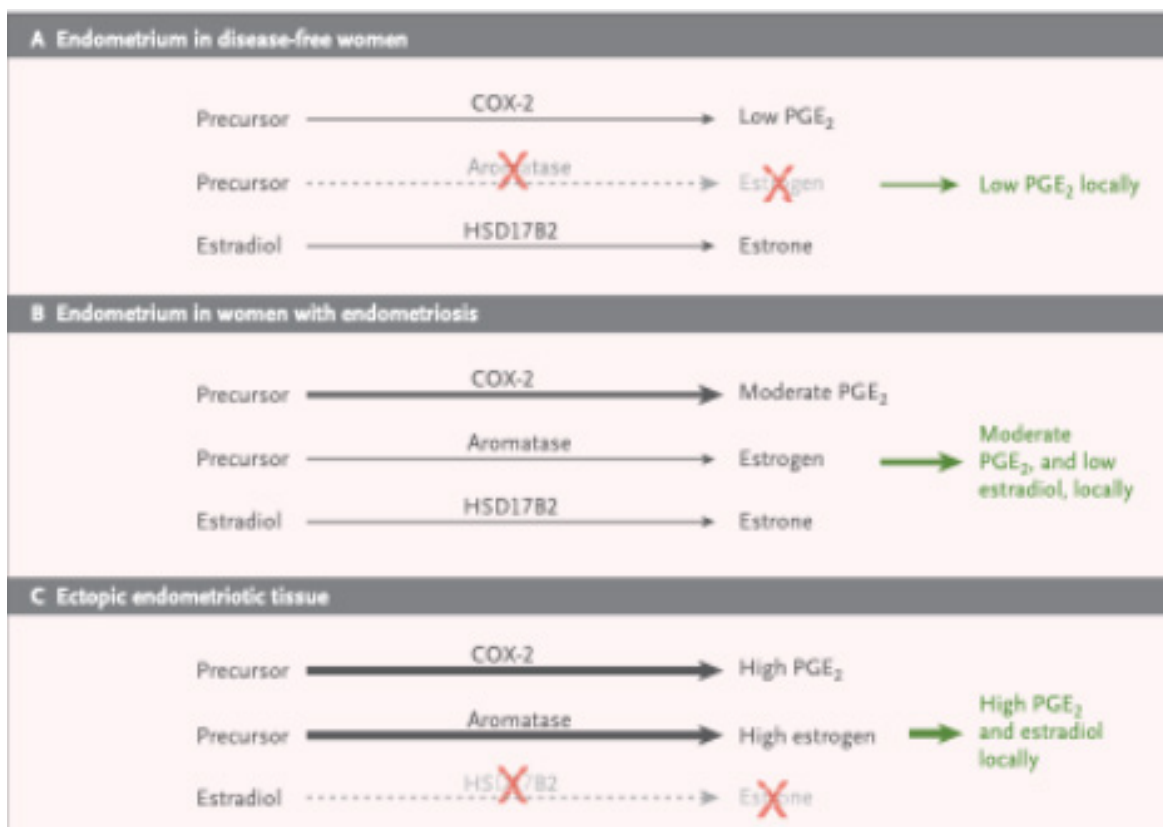 A Endometrium in disease-free women
Precursor COX-2 Low PGE₂
Precursor Aromatase Estrogen Low PGE₂ locally
Estradiol HSD17B2 Estrone
B Endometrium in women with endometriosis
Precursor COX-2 Moderate PGE₂
Precursor Aromatase Estrogen
Moderate
PGE₂, and low
estradiol, locally
Estradiol HSD17B2 Estrone
C Ectopic endometriotic tissue
Precursor COX-2 High PGE₂
Precursor Aromatase High estrogen
High PGE₂
and estradiol
locally
Estradiol HSD17B2 Estrone